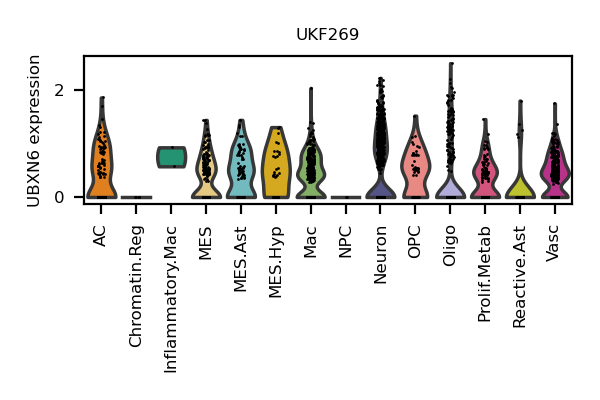 UKF269
UBXN6 expression
2
0
AC
Chromatin.Reg
Inflammatory.Mac
MES
MES.Ast
MES.Hyp
Mac
NPC
Neuron
OPC
Oligo
Prolif.Metab
Reactive.Ast
Vasc